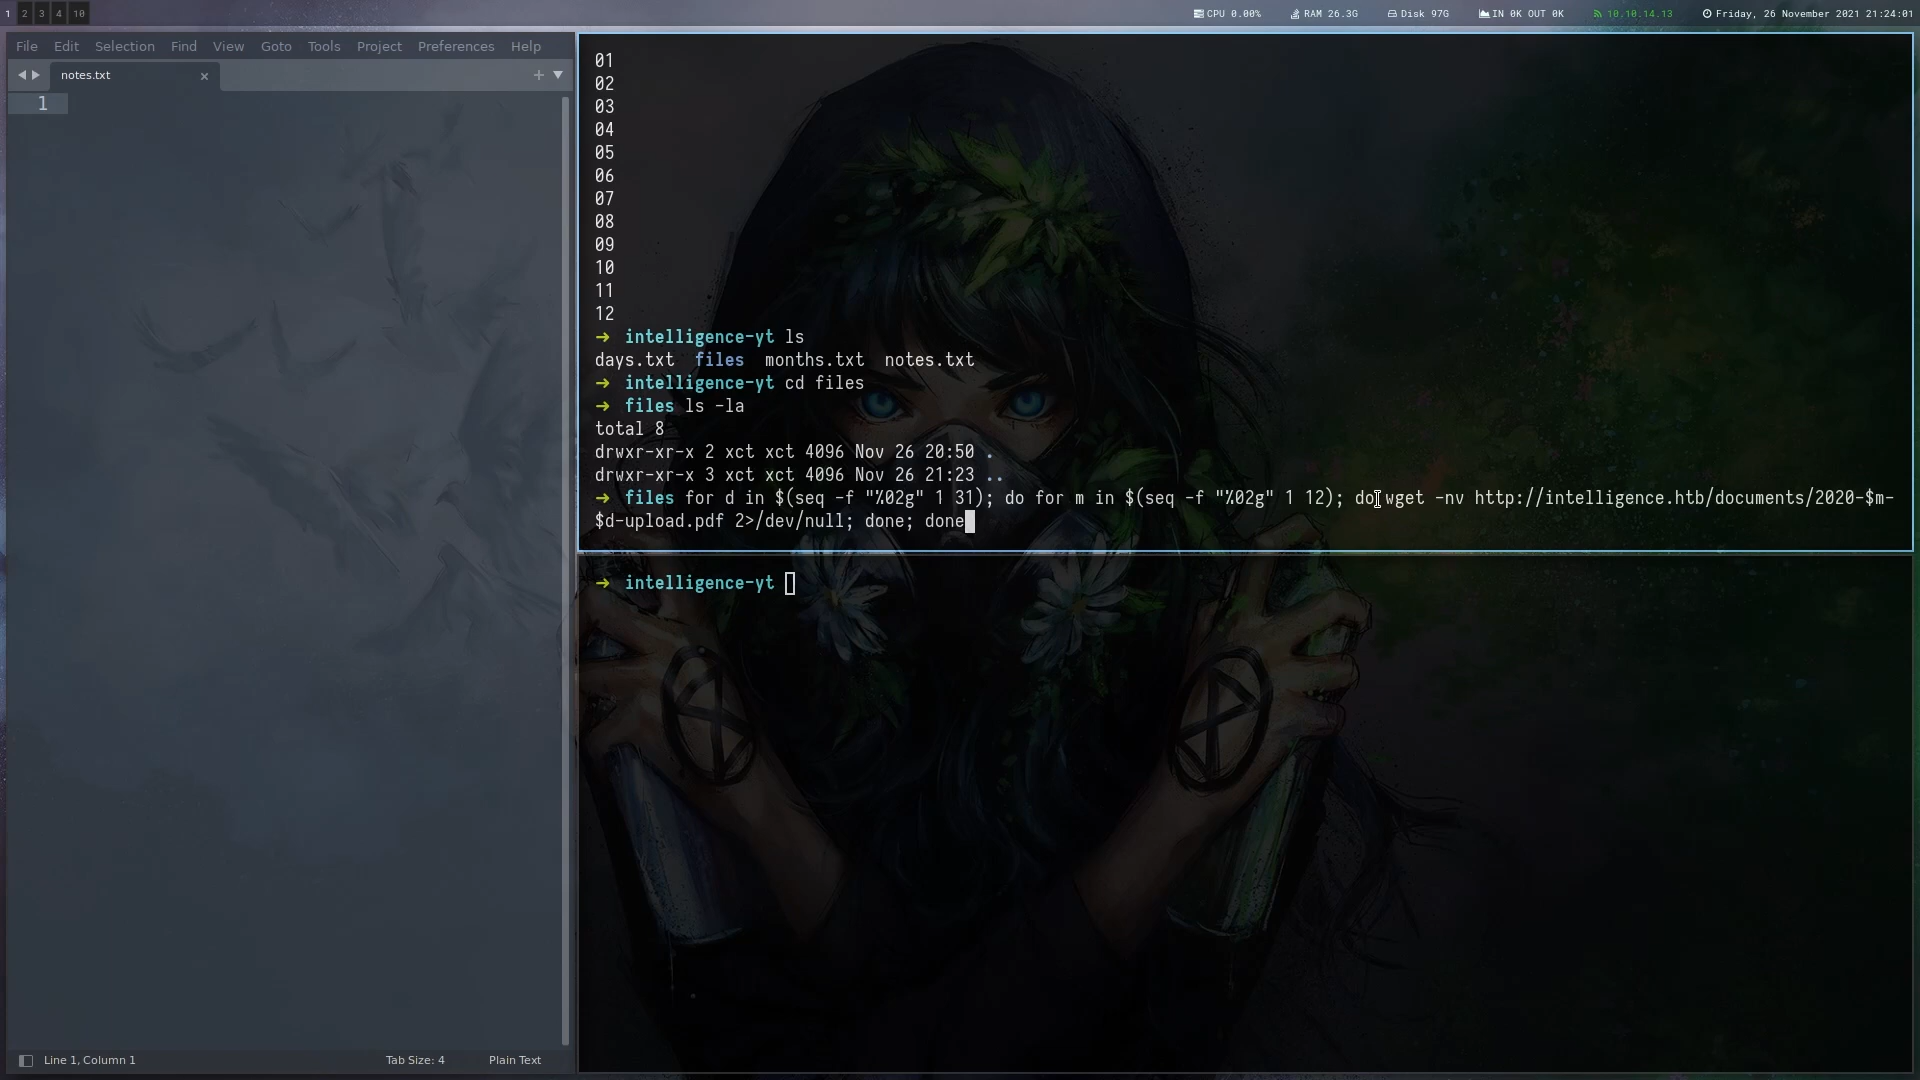 1 2 3 4 10
CPU 0.00% RAM 26.3G Disk 97G IN 0K OUT 0K 10.10.14.13 Friday, 26 November 2021 21:24:01
File Edit Selection Find View Goto Tools Project Preferences Help
notes.txt × +
1
Line 1, Column 1 Tab Size: 4 Plain Text
01
02
03
04
05
06
07
08
09
10
11
12
➜ intelligence-yt ls
days.txt files months.txt notes.txt
➜ intelligence-yt cd files
➜ files ls -la
total 8
drwxr-xr-x 2 xct xct 4096 Nov 26 20:50 .
drwxr-xr-x 3 xct xct 4096 Nov 26 21:23 ..
➜ files for d in $(seq -f "%02g" 1 31); do for m in $(seq -f "%02g" 1 12); do wget -nv http://intelligence.htb/documents/2020-$m-
$d-upload.pdf 2>/dev/null; done; done
➜ intelligence-yt